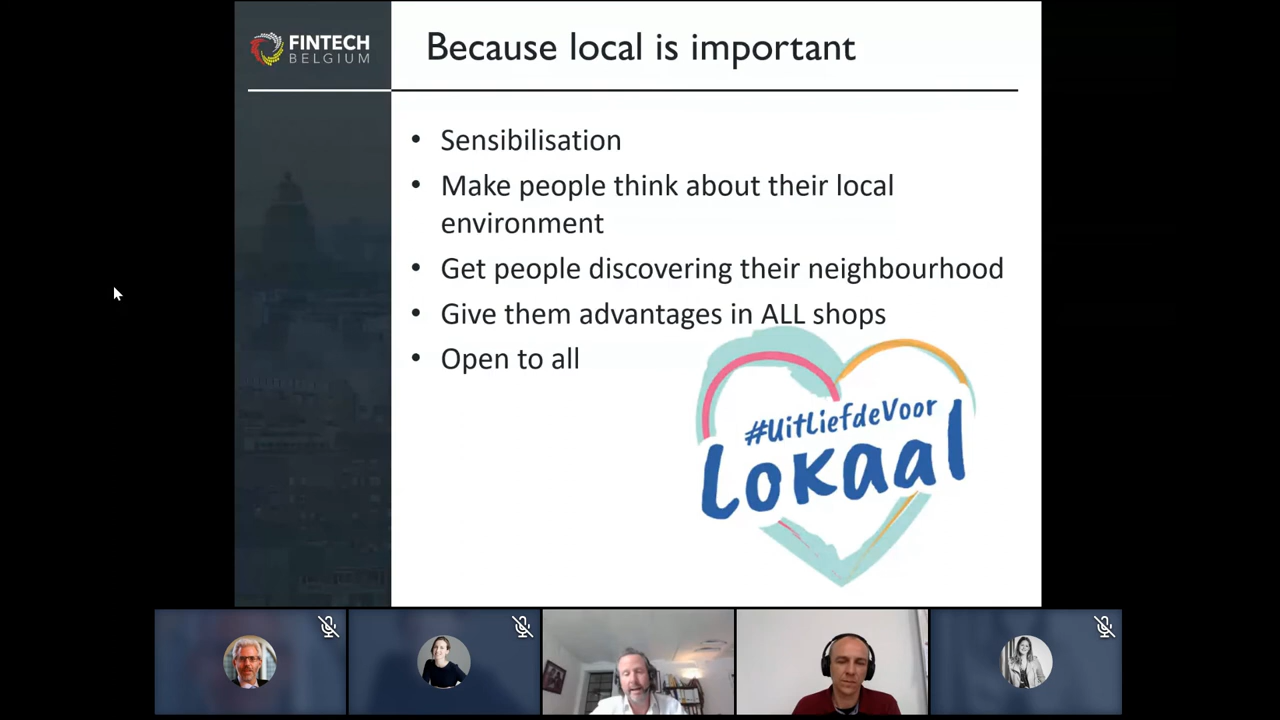 FINTECH
BELGIUM
Because local is important
• Sensibilisation
• Make people think about their local
environment
• Get people discovering their neighbourhood
• Give them advantages in ALL shops
• Open to all
#UitLiefdeVoor
Lokaal